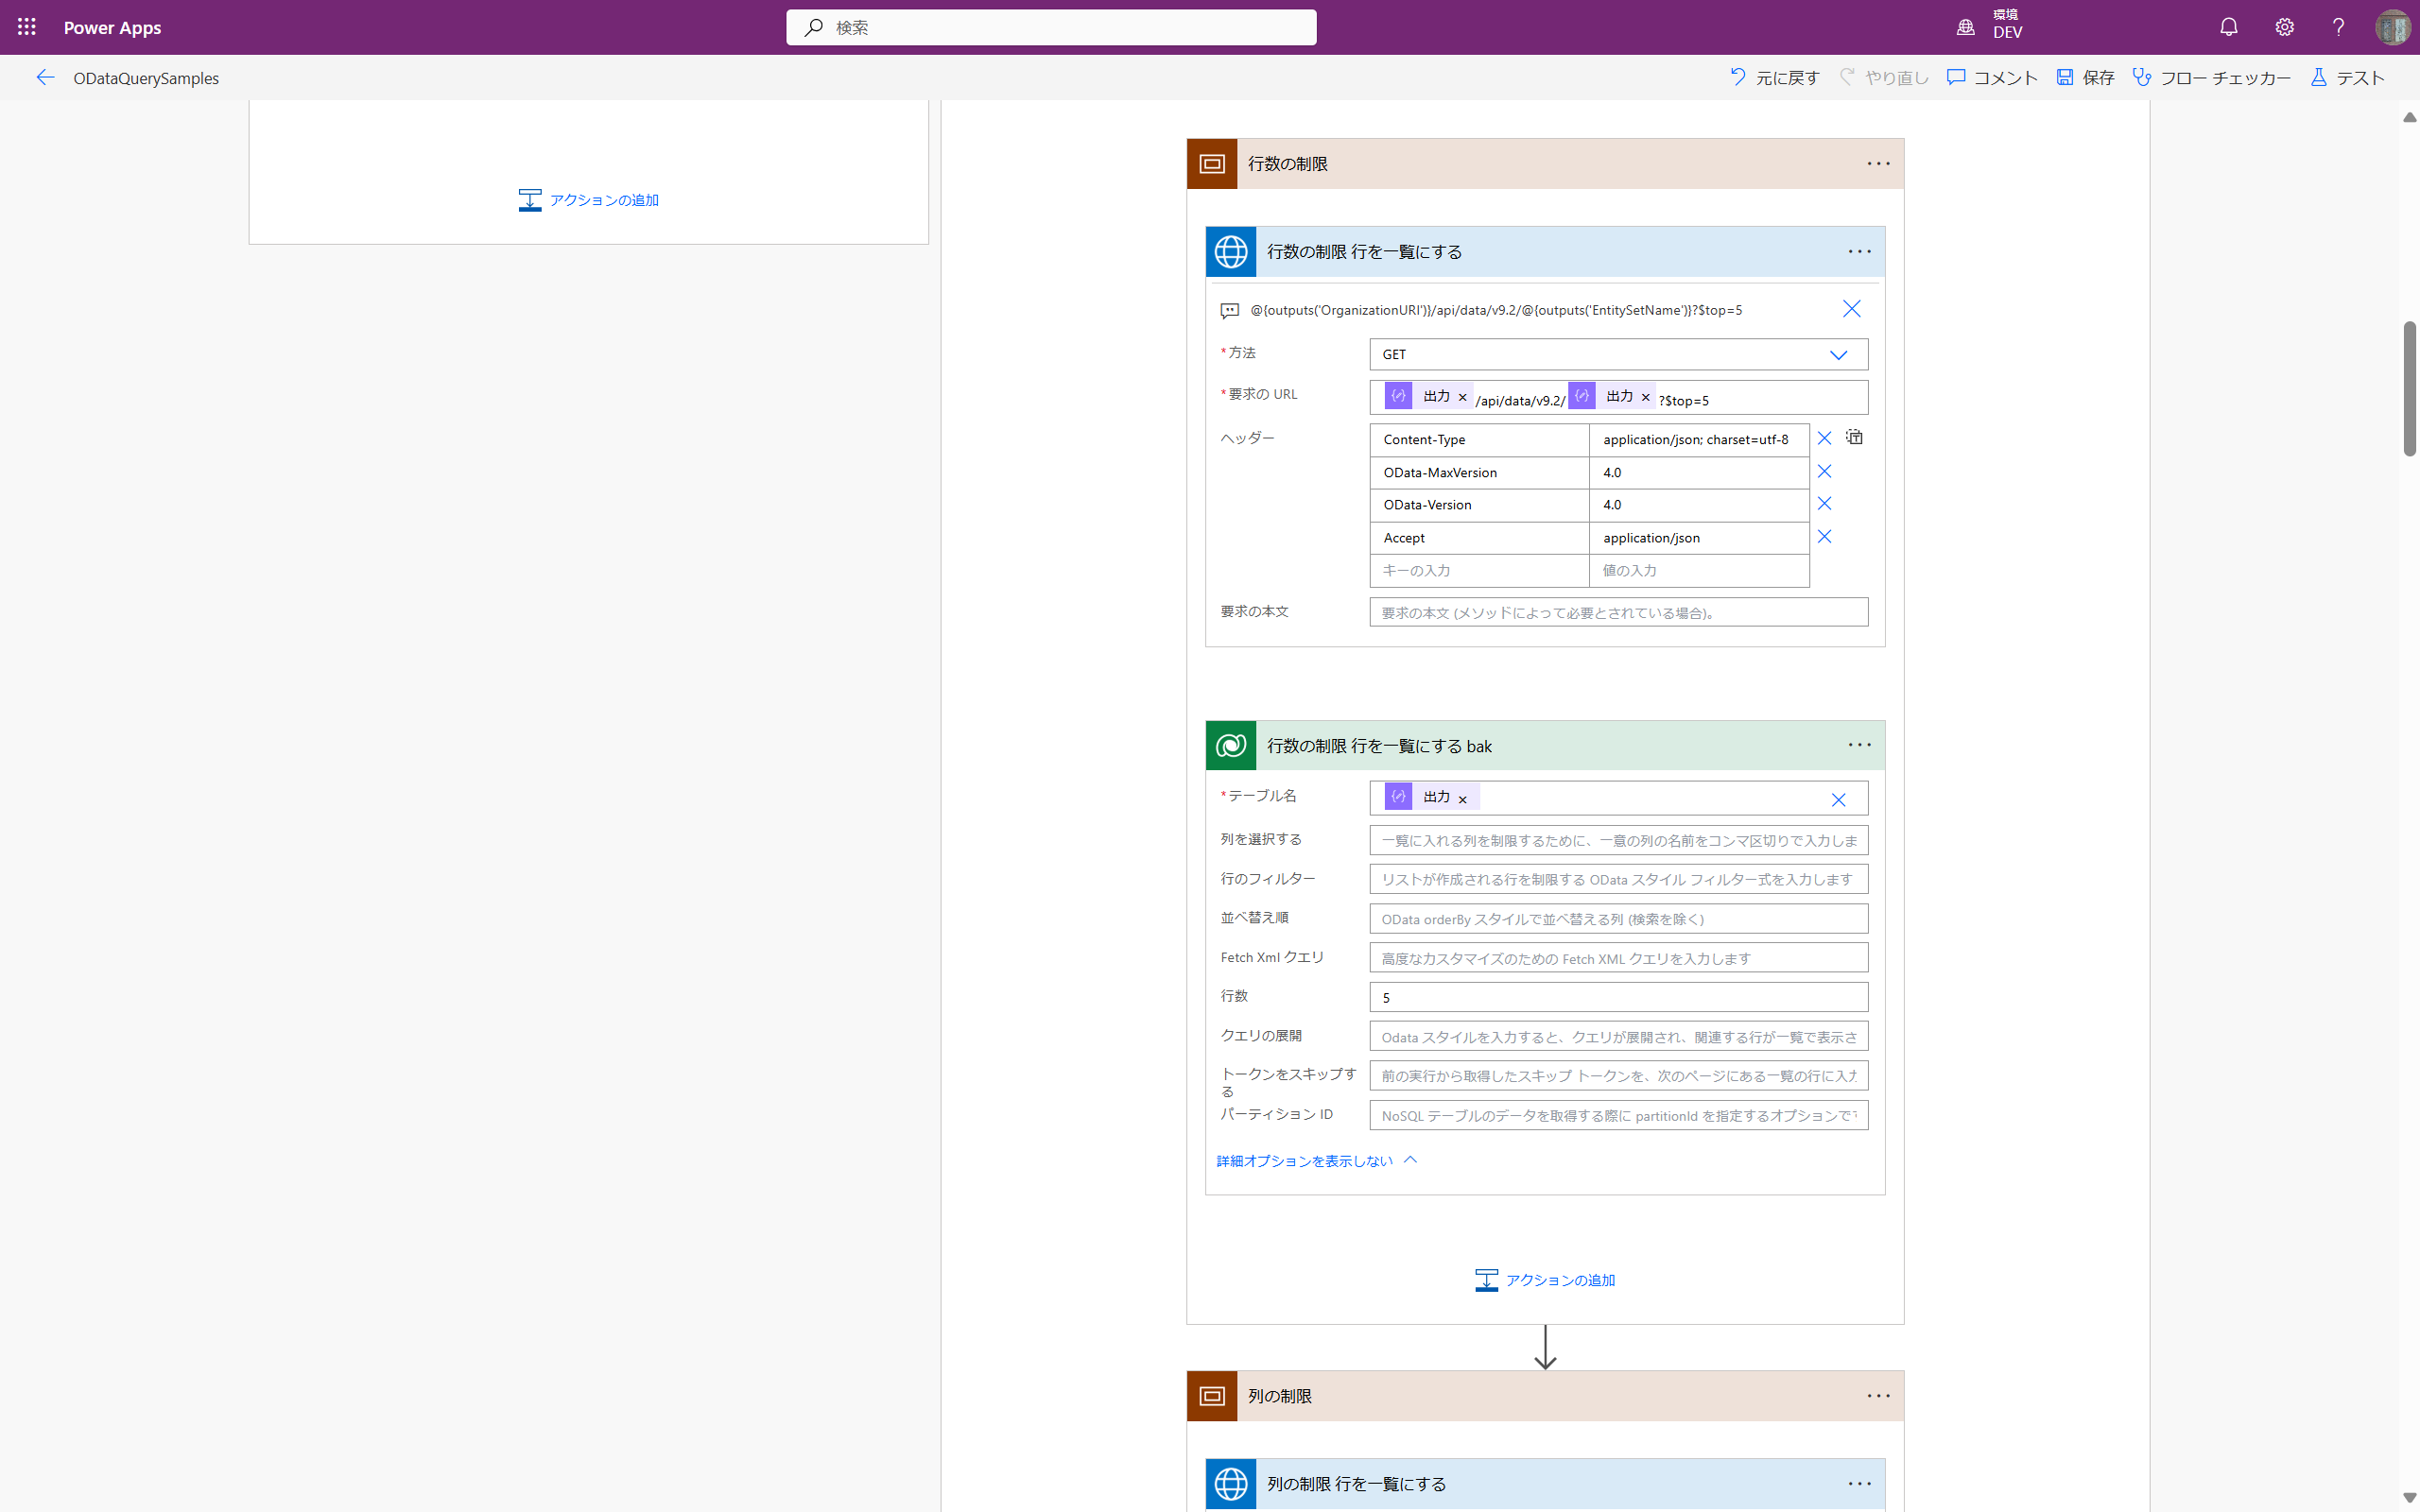 Power Apps
検索
環境
DEV
ODataQuerySamples
元に戻す
やり直し
コメント
保存
フロー チェッカー
テスト
アクションの追加
行数の制限
行数の制限 行を一覧にする
@{outputs('OrganizationURI')}/api/data/v9.2/@{outputs('EntitySetName')}?$top=5
*方法
GET
*要求の URL
出力 × /api/data/v9.2/ 出力 × ?$top=5
ヘッダー
Content-Type application/json; charset=utf-8
OData-MaxVersion 4.0
OData-Version 4.0
Accept application/json
キーの入力 値の入力
要求の本文
要求の本文 (メソッドによって必要とされている場合)。
行数の制限 行を一覧にする bak
*テーブル名
出力 ×
列を選択する
一覧に入れる列を制限するために、一意の列の名前をコンマ区切りで入力しま
行のフィルター
リストが作成される行を制限する OData スタイル フィルター式を入力します
並べ替え順
OData orderBy スタイルで並べ替える列 (検索を除く)
Fetch Xml クエリ
高度なカスタマイズのための Fetch XML クエリを入力します
行数
5
クエリの展開
Odata スタイルを入力すると、クエリが展開され、関連する行が一覧で表示さ
トークンをスキップす
る
前の実行から取得したスキップ トークンを、次のページにある一覧の行に入力
パーティション ID
NoSQL テーブルのデータを取得する際に partitionId を指定するオプションで
詳細オプションを表示しない
アクションの追加
列の制限
列の制限 行を一覧にする